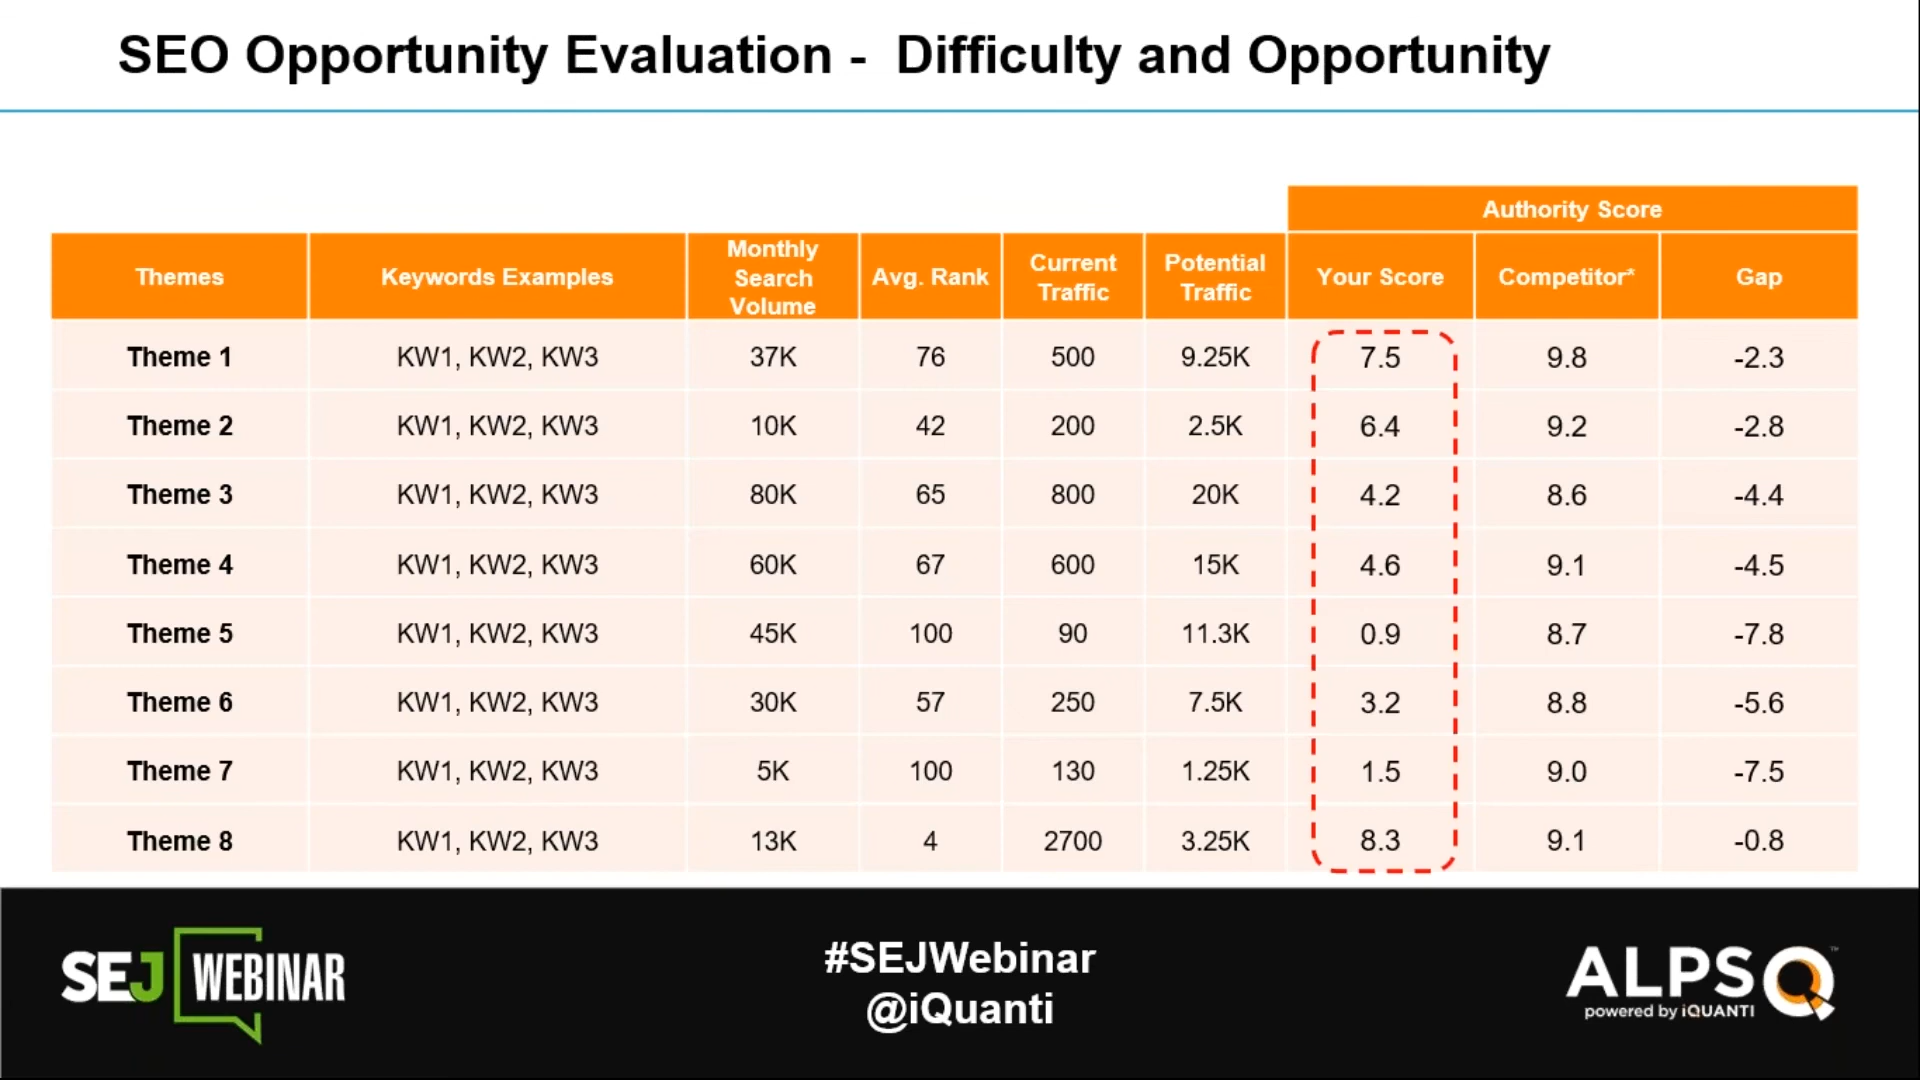 SEO Opportunity Evaluation - Difficulty and Opportunity
Authority Score
Themes Keywords Examples Monthly Search Volume Avg. Rank Current Traffic Potential Traffic Your Score Competitor* Gap
Theme 1 KW1, KW2, KW3 37K 76 500 9.25K 7.5 9.8 -2.3
Theme 2 KW1, KW2, KW3 10K 42 200 2.5K 6.4 9.2 -2.8
Theme 3 KW1, KW2, KW3 80K 65 800 20K 4.2 8.6 -4.4
Theme 4 KW1, KW2, KW3 60K 67 600 15K 4.6 9.1 -4.5
Theme 5 KW1, KW2, KW3 45K 100 90 11.3K 0.9 8.7 -7.8
Theme 6 KW1, KW2, KW3 30K 57 250 7.5K 3.2 8.8 -5.6
Theme 7 KW1, KW2, KW3 5K 100 130 1.25K 1.5 9.0 -7.5
Theme 8 KW1, KW2, KW3 13K 4 2700 3.25K 8.3 9.1 -0.8
SEJ WEBINAR
#SEJWebinar
@iQuanti
ALPS
powered by iQUANTI